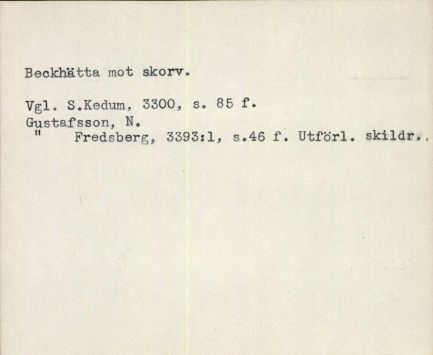 Beckhätta mot skorv.
Vgl. S.Kedum, 3300, s. 85 f.
Gustafsson, N.
" Fredsberg, 3393:1, s.46 f. Utförl. skildr..